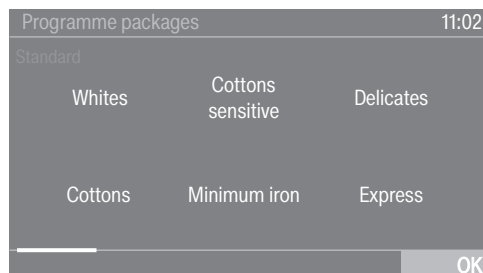 Programme packages 11:02
Standard
Whites
Cottons
sensitive
Delicates
Cottons
Minimum iron
Express
OK